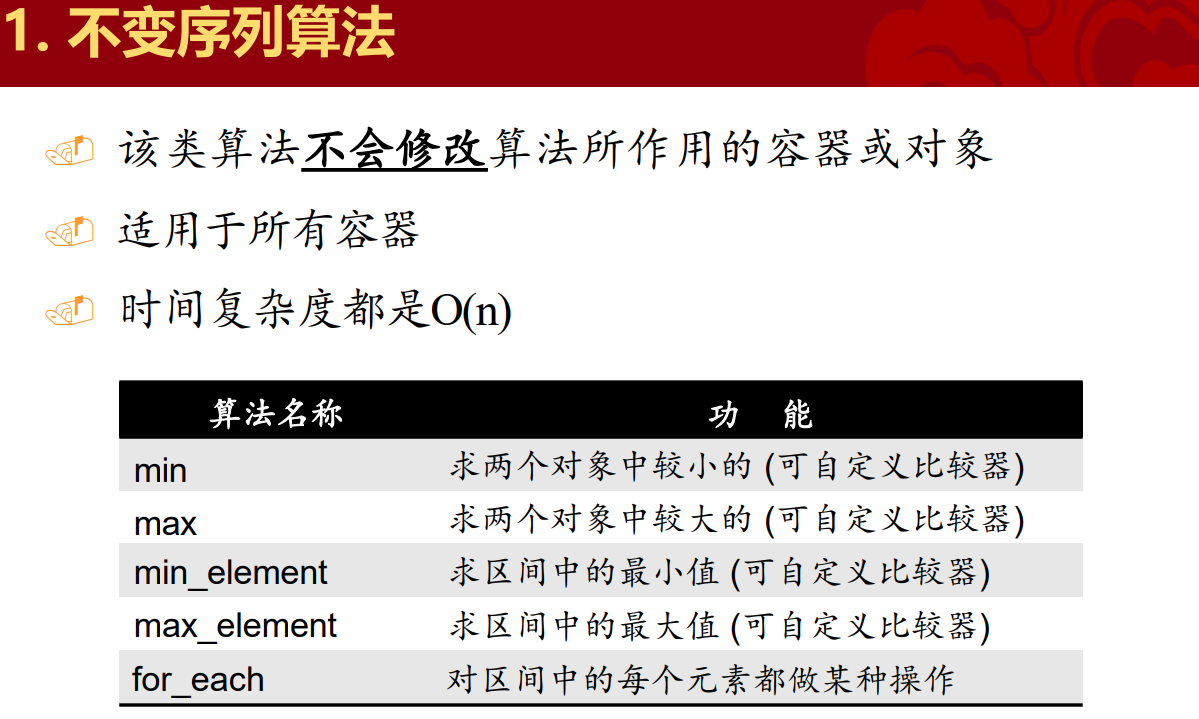 1. 不变序列算法
该类算法不会修改算法所作用的容器或对象
适用于所有容器
时间复杂度都是O(n)
算法名称 功 能
min 求两个对象中较小的 (可自定义比较器)
max 求两个对象中较大的 (可自定义比较器)
min_element 求区间中的最小值 (可自定义比较器)
max_element 求区间中的最大值 (可自定义比较器)
for_each 对区间中的每个元素都做某种操作